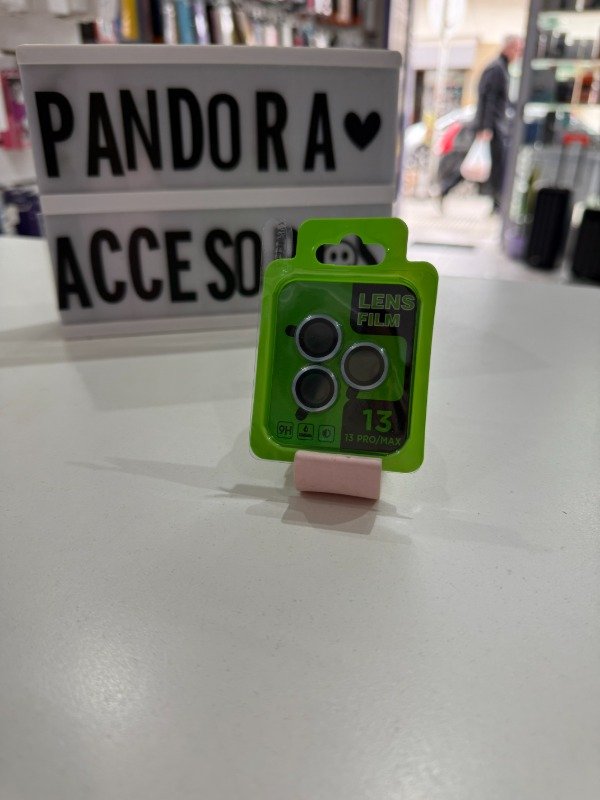 PANDORA♥
ACCESO
LENS
FILM
9H
13
13 PRO/MAX